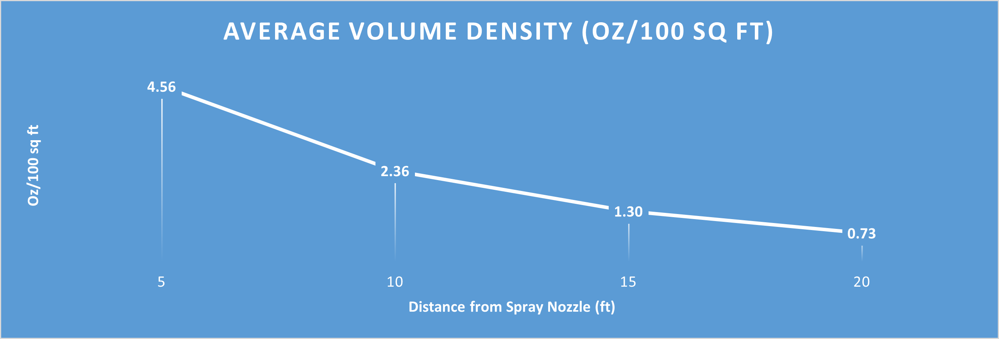 AVERAGE VOLUME DENSITY (OZ/100 SQ FT)
4.56
2.36
1.30
0.73
Oz/100 sq ft
5
10
15
20
Distance from Spray Nozzle (ft)